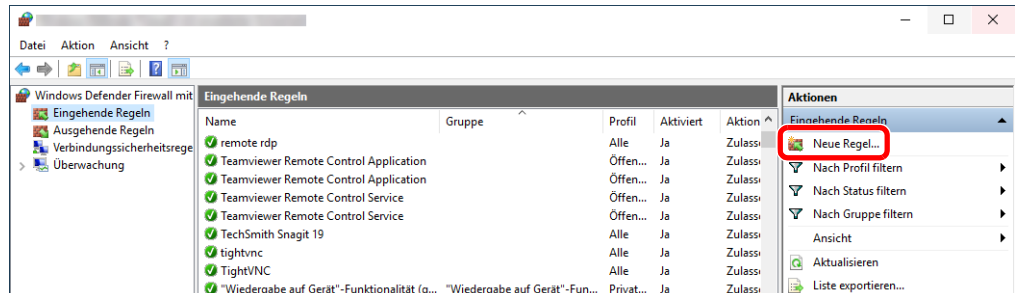 Datei Aktion Ansicht ?
Windows Defender Firewall mit
Eingehende Regeln
Ausgehende Regeln
Verbindungssicherheitsrege
Überwachung
Eingehende Regeln
Name Gruppe Profil Aktiviert Aktion
remote rdp Alle Ja Zulass
Teamviewer Remote Control Application Öffen... Ja Zulass
Teamviewer Remote Control Application Öffen... Ja Zulass
Teamviewer Remote Control Service Öffen... Ja Zulass
Teamviewer Remote Control Service Öffen... Ja Zulass
TechSmith Snagit 19 Alle Ja Zulass
tightvnc Alle Ja Zulass
TightVNC Alle Ja Zulass
"Wiedergabe auf Gerät"-Funktionalität (q... "Wiedergabe auf Gerät"-Fun... Privat... Ja Zulass
Aktionen
Eingehende Regeln
Neue Regel...
Nach Profil filtern
Nach Status filtern
Nach Gruppe filtern
Ansicht
Aktualisieren
Liste exportieren...